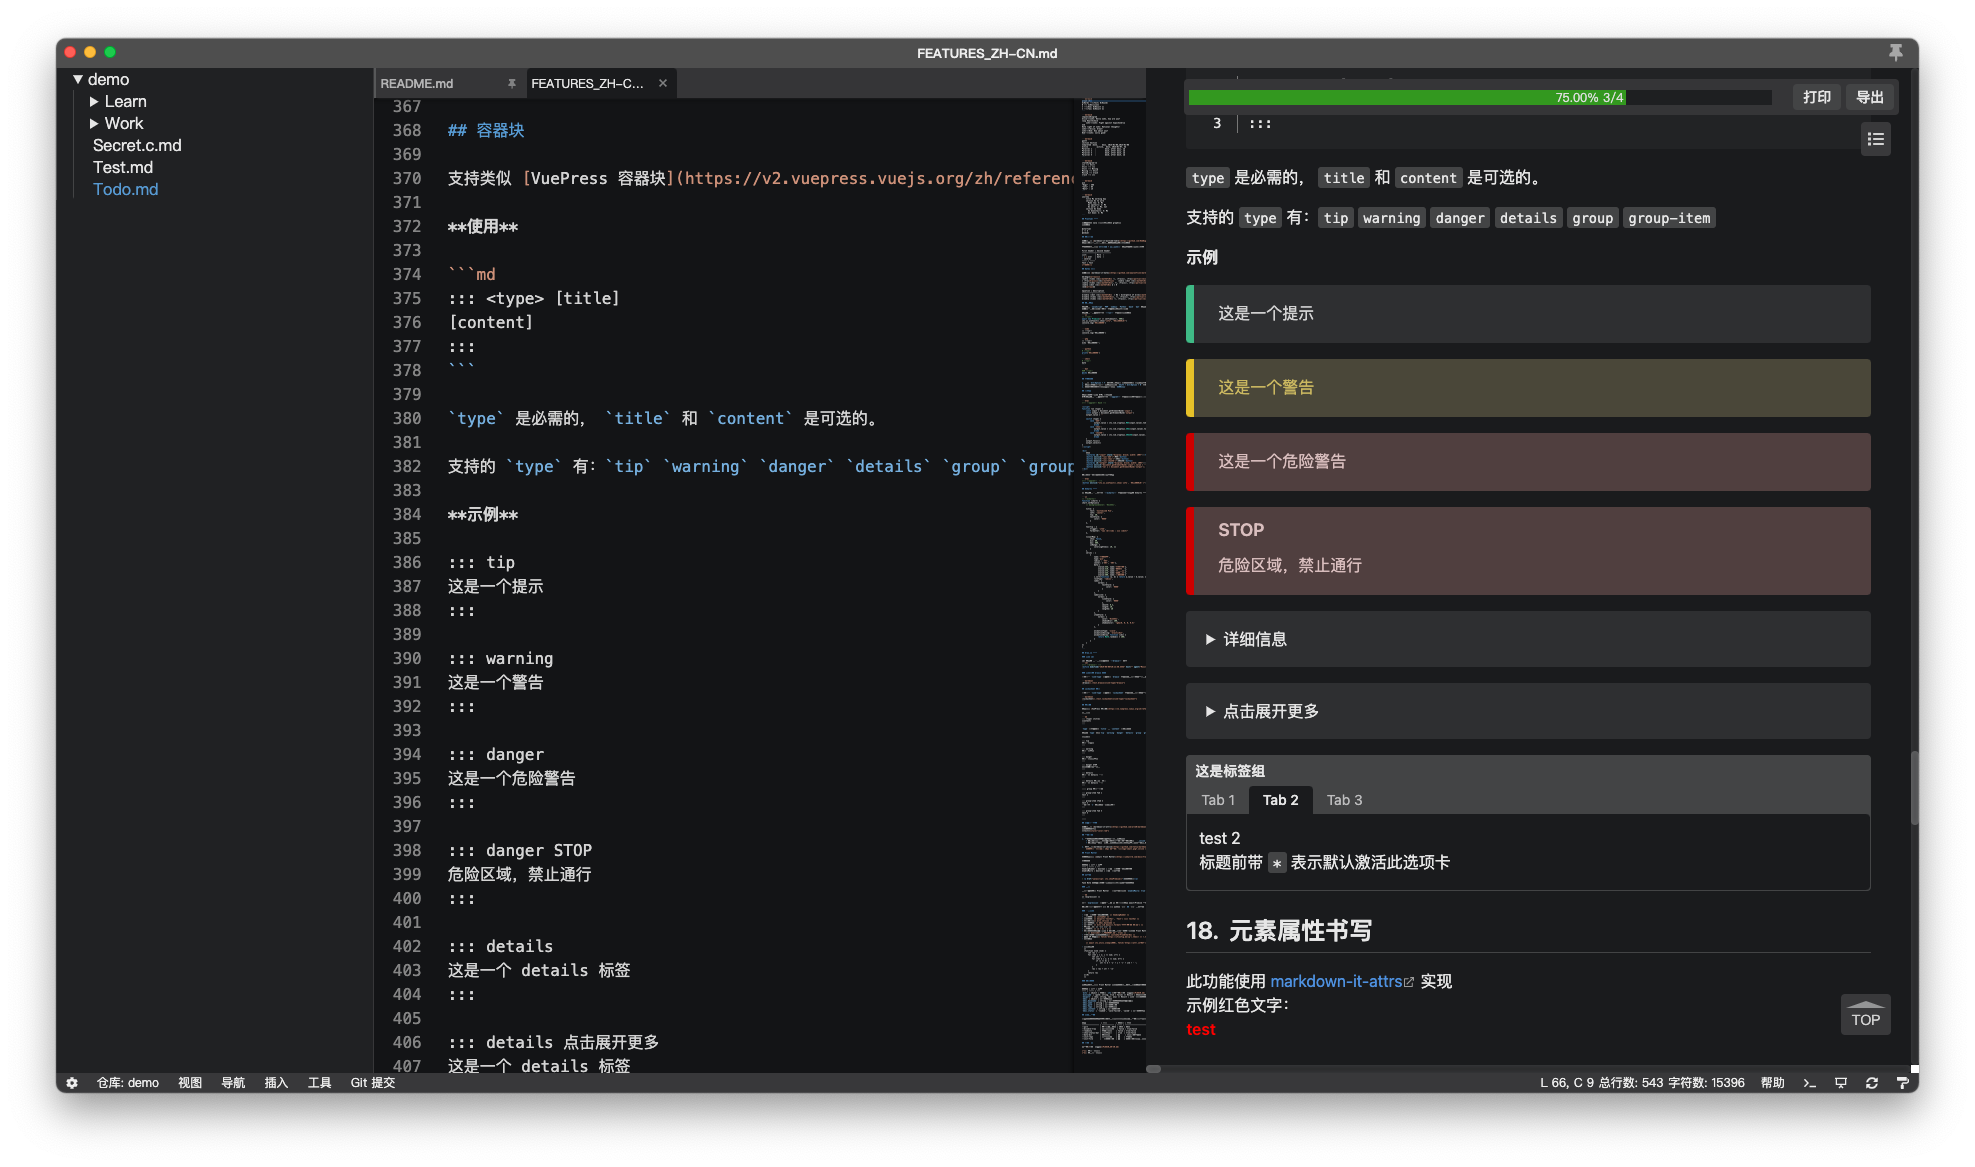 FEATURES_ZH-CN.md
demo
Learn
Work
Secret.c.md
Test.md
Todo.md
README.md
FEATURES_ZH-C...
367
368 ## 容器块
369
370 支持类似 [VuePress 容器块](https://v2.vuepress.vuejs.org/zh/referen
371
372 **使用**
373
374 ```md
375 ::: <type> [title]
376 [content]
377 :::
378 ```
379
380 `type` 是必需的， `title` 和 `content` 是可选的。
381
382 支持的 `type` 有：`tip` `warning` `danger` `details` `group` `group
383
384 **示例**
385
386 ::: tip
387 这是一个提示
388 :::
389
390 ::: warning
391 这是一个警告
392 :::
393
394 ::: danger
395 这是一个危险警告
396 :::
397
398 ::: danger STOP
399 危险区域，禁止通行
400 :::
401
402 ::: details
403 这是一个 details 标签
404 :::
405
406 ::: details 点击展开更多
407 这是一个 details 标签
75.00% 3/4
打印 导出
3 :::
type 是必需的， title 和 content 是可选的。
支持的 type 有： tip warning danger details group group-item
示例
这是一个提示
这是一个警告
这是一个危险警告
STOP
危险区域，禁止通行
详细信息
点击展开更多
这是标签组
Tab 1 Tab 2 Tab 3
test 2
标题前带 * 表示默认激活此选项卡
18. 元素属性书写
此功能使用 markdown-it-attrs 实现
示例红色文字：
test
TOP
仓库: demo 视图 导航 插入 工具 Git 提交
L 66, C 9 总行数: 543 字符数: 15396 帮助